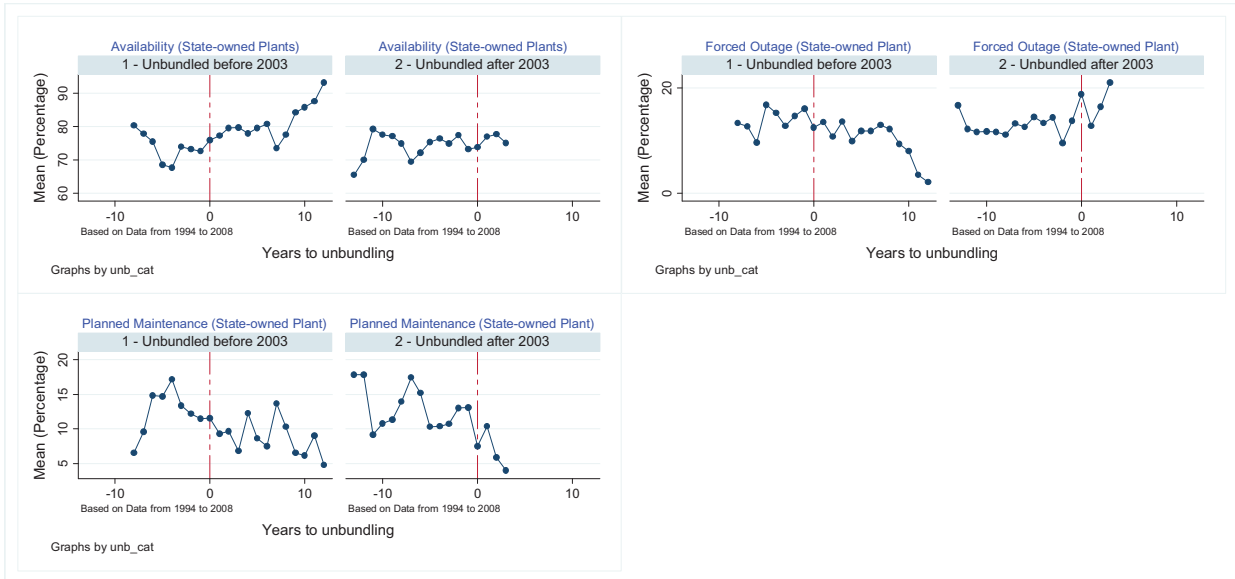 Availability (State-owned Plants) Availability (State-owned Plants)
1 - Unbundled before 2003 2 - Unbundled after 2003
Mean (Percentage)
90
80
70
60
-10 0 10 -10 0 10
Based on Data from 1994 to 2008 Based on Data from 1994 to 2008
Years to unbundling
Graphs by unb_cat
Forced Outage (State-owned Plant) Forced Outage (State-owned Plant)
1 - Unbundled before 2003 2 - Unbundled after 2003
Mean (Percentage)
20
0
-10 0 10 -10 0 10
Based on Data from 1994 to 2008 Based on Data from 1994 to 2008
Years to unbundling
Graphs by unb_cat
Planned Maintenance (State-owned Plant) Planned Maintenance (State-owned Plant)
1 - Unbundled before 2003 2 - Unbundled after 2003
Mean (Percentage)
20
15
10
5
-10 0 10 -10 0 10
Based on Data from 1994 to 2008 Based on Data from 1994 to 2008
Years to unbundling
Graphs by unb_cat